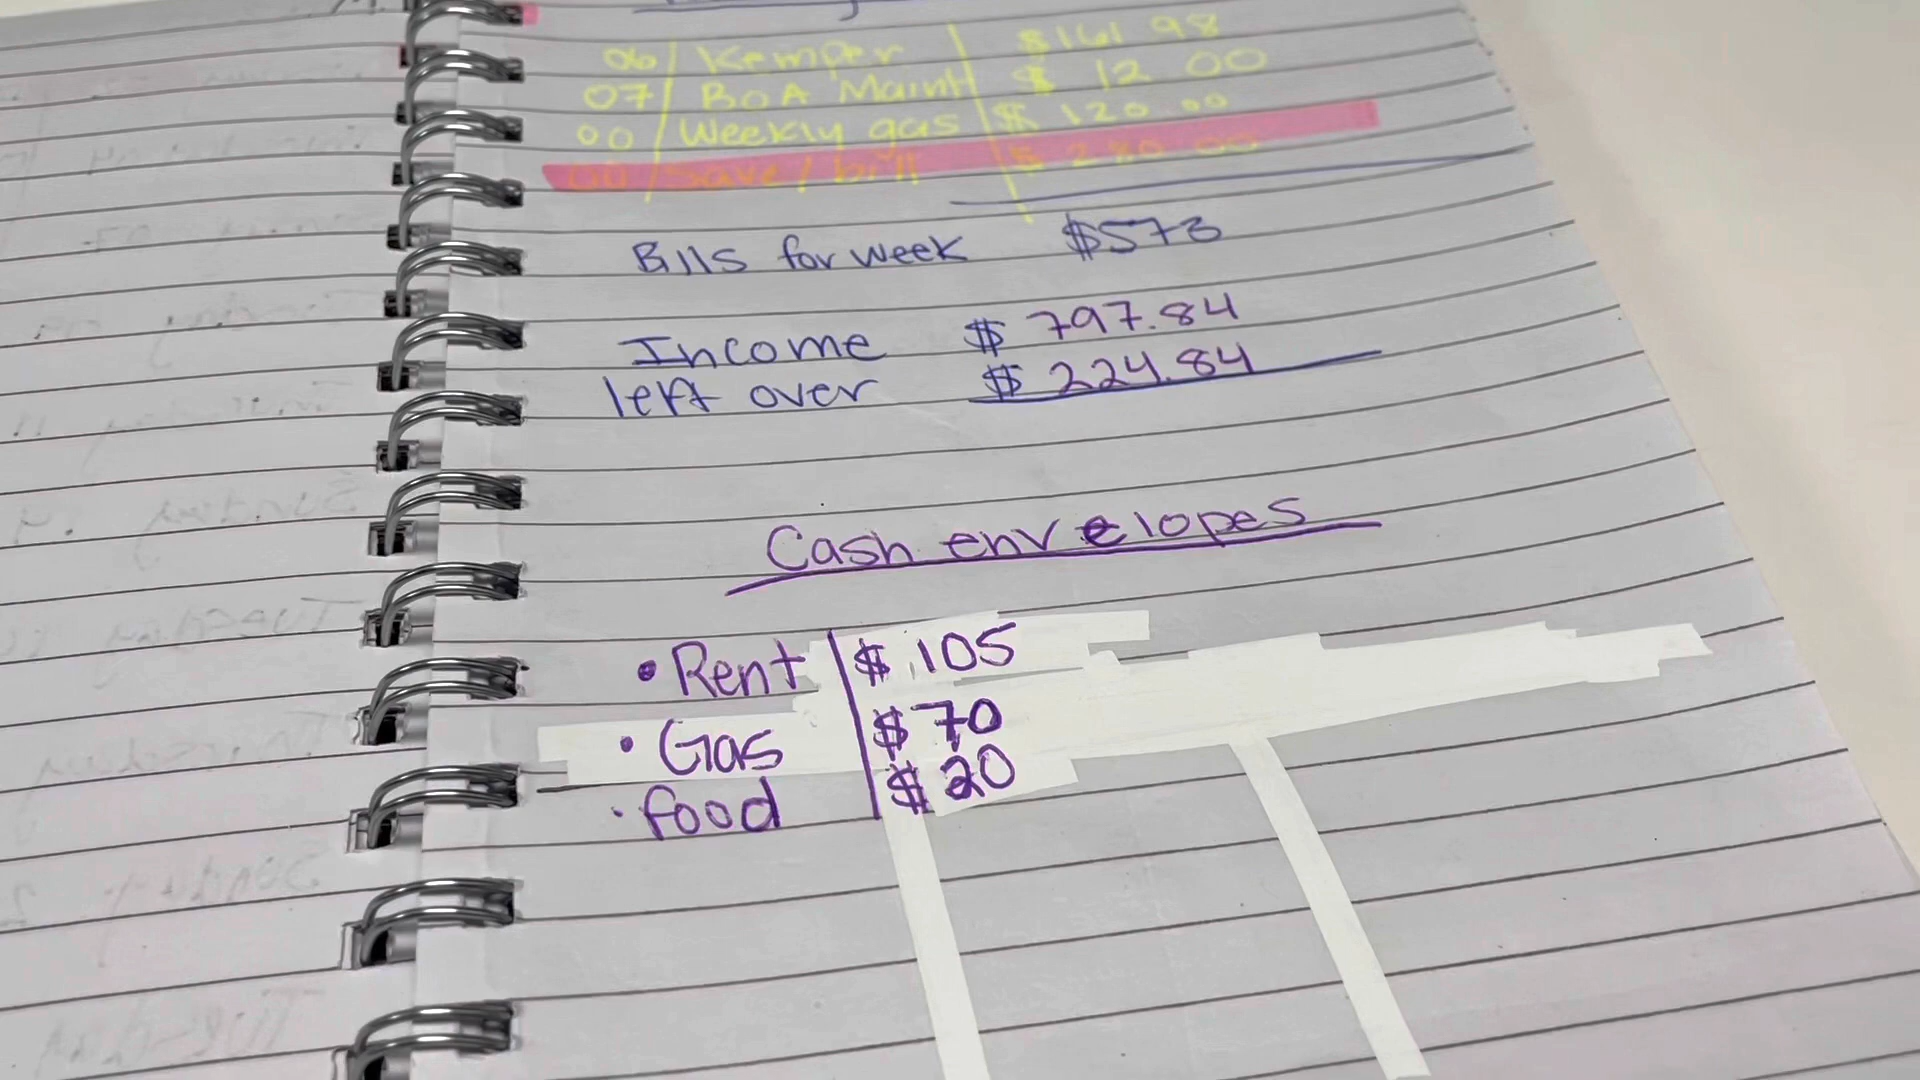 06 / Kemper $161 98
07 / BoA Maint $ 12 00
00 / Weekly gas $ 120.00
00 / Save / bill $ 280 00
Bills for week $573
Income $ 797.84
left over $ 224.84
Cash envelopes
• Rent $ 105
• Gas $ 70
• food $ 20